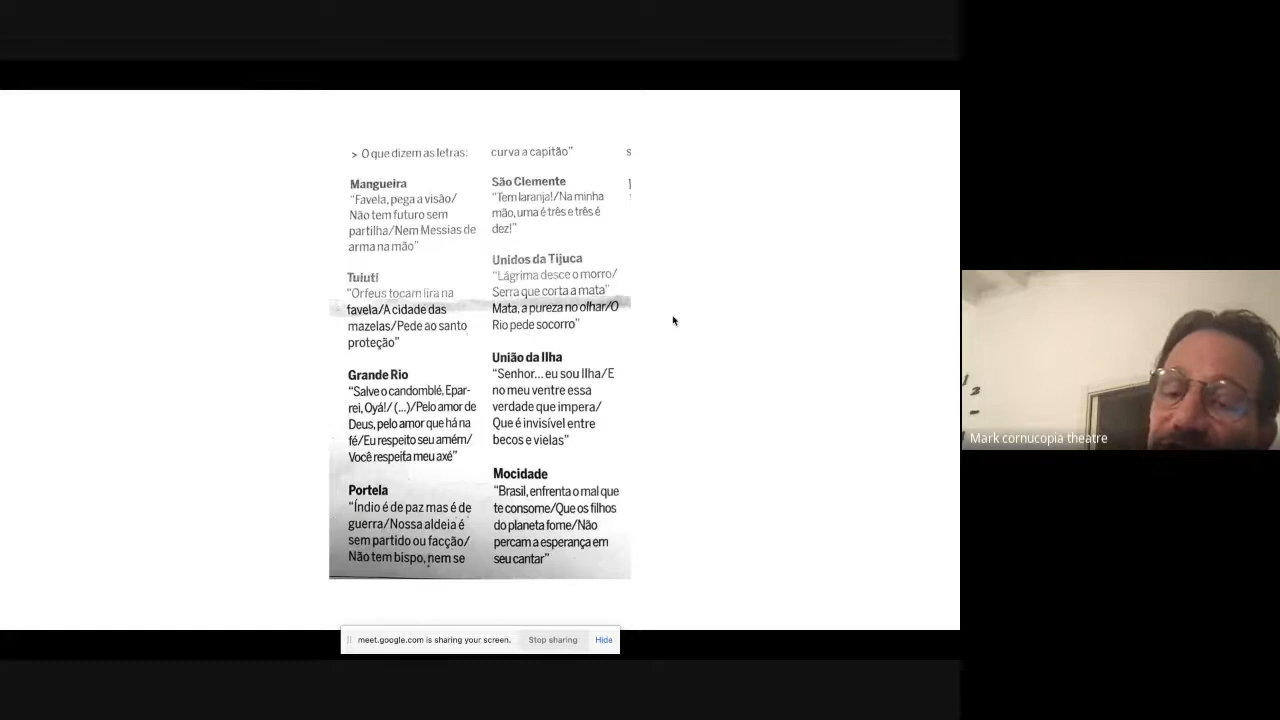 > O que dizem as letras:
Mangueira
“Favela, pega a visão/
Não tem futuro sem
partilha/Nem Messias de
arma na mão”
Tuiuti
“Orfeus tocam lira na
favela/A cidade das
mazelas/Pede ao santo
proteção”
Grande Rio
“Salve o candomblé, Epar-
rei, Oyá!/ (...)/Pelo amor de
Deus, pelo amor que há na
fé/Eu respeito seu amém/
Você respeita meu axé”
Portela
“Índio é de paz mas é de
guerra/Nossa aldeia é
sem partido ou facção/
Não tem bispo, nem se
curva a capitão”
São Clemente
“Tem laranja!/Na minha
mão, uma é três e três é
dez!”
Unidos da Tijuca
“Lágrima desce o morro/
Serra que corta a mata”
Mata, a pureza no olhar/O
Rio pede socorro”
União da Ilha
“Senhor... eu sou Ilha/E
no meu ventre essa
verdade que impera/
Que é invisível entre
becos e vielas”
Mocidade
“Brasil, enfrenta o mal que
te consome/Que os filhos
do planeta fome/Não
percam a esperança em
seu cantar”
s
Mark cornucopia theatre
meet.google.com is sharing your screen.
Stop sharing
Hide